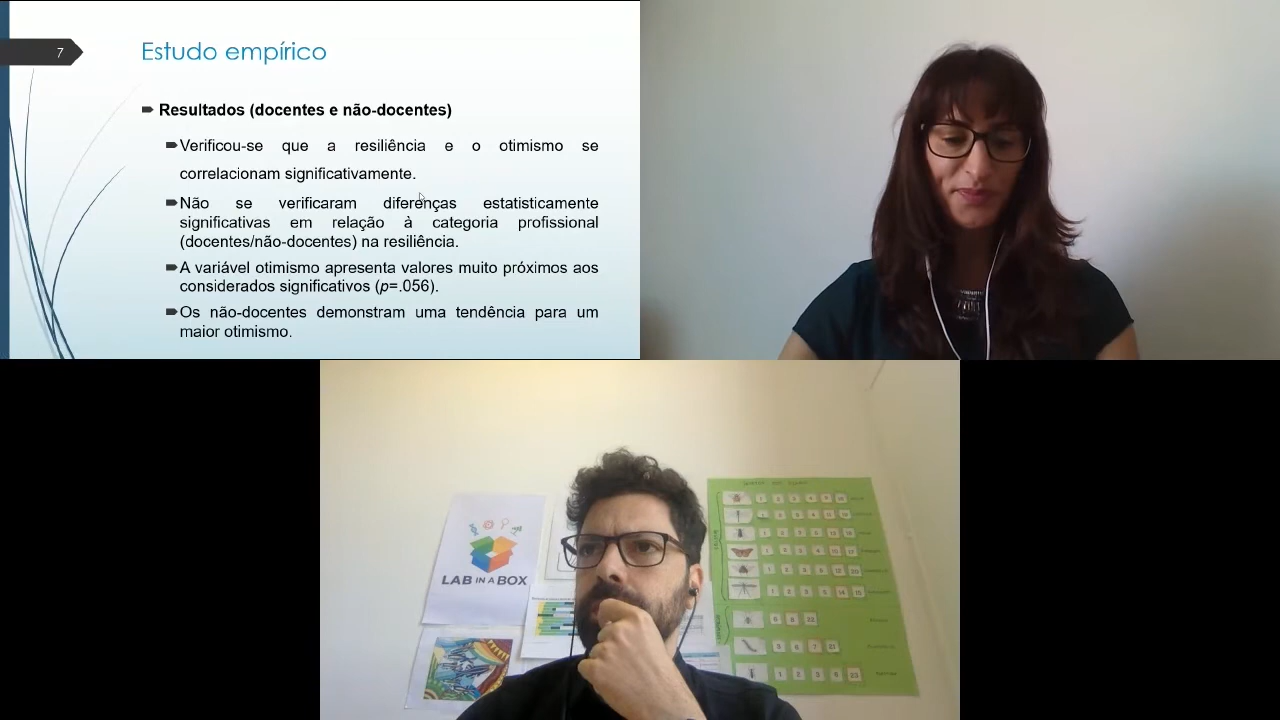 7
Estudo empírico
Resultados (docentes e não-docentes)
Verificou-se que a resiliência e o otimismo se
correlacionam significativamente.
Não se verificaram diferenças estatisticamente
significativas em relação à categoria profissional
(docentes/não-docentes) na resiliência.
A variável otimismo apresenta valores muito próximos aos
considerados significativos (p=.056).
Os não-docentes demonstram uma tendência para um
maior otimismo.
LAB IN A BOX